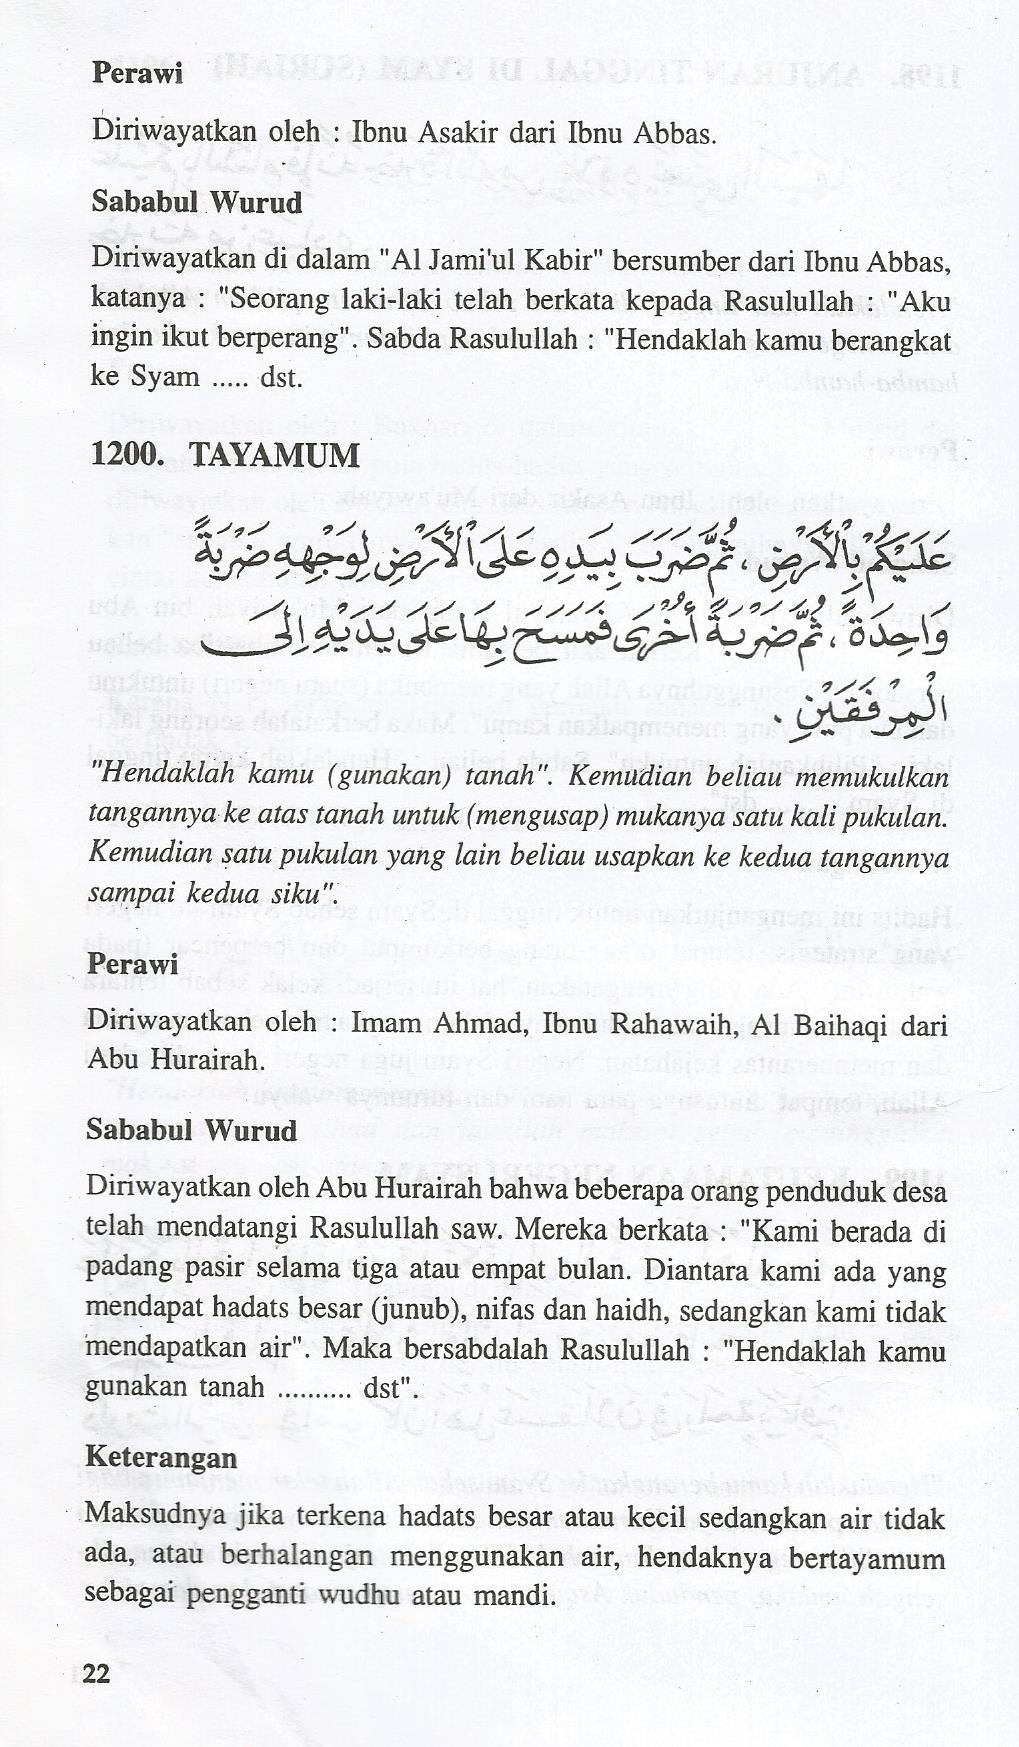 Perawi
Diriwayatkan oleh : Ibnu Asakir dari Ibnu Abbas.
Sababul Wurud
Diriwayatkan di dalam "Al Jami'ul Kabir" bersumber dari Ibnu Abbas,
katanya : "Seorang laki-laki telah berkata kepada Rasulullah : "Aku
ingin ikut berperang". Sabda Rasulullah : "Hendaklah kamu berangkat
ke Syam ..... dst.
1200. TAYAMUM
عَلَيْكُمْ بِالْأَرْضِ، ثُمَّ ضَرَبَ بِيَدِهِ عَلَى الْأَرْضِ لِوَجْهِهِ ضَرْبَةً
وَاحِدَةً، ثُمَّ ضَرْبَةً أُخْرَى فَمَسَحَ بِهَا عَلَى يَدَيْهِ إِلَى
الْمِرْفَقَيْنِ .
"Hendaklah kamu (gunakan) tanah". Kemudian beliau memukulkan
tangannya ke atas tanah untuk (mengusap) mukanya satu kali pukulan.
Kemudian satu pukulan yang lain beliau usapkan ke kedua tangannya
sampai kedua siku".
Perawi
Diriwayatkan oleh : Imam Ahmad, Ibnu Rahawaih, Al Baihaqi dari
Abu Hurairah.
Sababul Wurud
Diriwayatkan oleh Abu Hurairah bahwa beberapa orang penduduk desa
telah mendatangi Rasulullah saw. Mereka berkata : "Kami berada di
padang pasir selama tiga atau empat bulan. Diantara kami ada yang
mendapat hadats besar (junub), nifas dan haidh, sedangkan kami tidak
mendapatkan air". Maka bersabdalah Rasulullah : "Hendaklah kamu
gunakan tanah .......... dst".
Keterangan
Maksudnya jika terkena hadats besar atau kecil sedangkan air tidak
ada, atau berhalangan menggunakan air, hendaknya bertayamum
sebagai pengganti wudhu atau mandi.
22